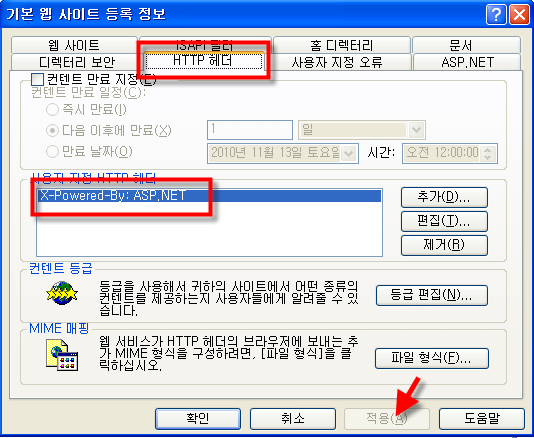 기본 웹 사이트 등록 정보
웹 사이트 ISAPI 필터 홈 디렉터리 문서
디렉터리 보안 HTTP 헤더 사용자 지정 오류 ASP.NET
컨텐트 만료 지정(E)
컨텐트 만료 일정(C):
즉시 만료(I)
다음 이후에 만료(X) 1 일
만료 날짜(O) 2010년 11월 13일 토요일 시간: 오전 12:00:00
사용자 지정 HTTP 헤더
X-Powered-By: ASP.NET
추가(D)...
편집(T)...
제거(R)
컨텐트 등급
등급을 사용해서 귀하의 사이트에서 어떤 종류의
컨텐트를 제공하는지 사용자들에게 알려줄 수 있
습니다.
등급 편집(N)...
MIME 매핑
웹 서비스가 HTTP 헤더의 브라우저에 보내는 추
가 MIME 형식을 구성하려면, [파일 형식]을 클
릭하십시오.
파일 형식(F)...
확인 취소 적용(A) 도움말